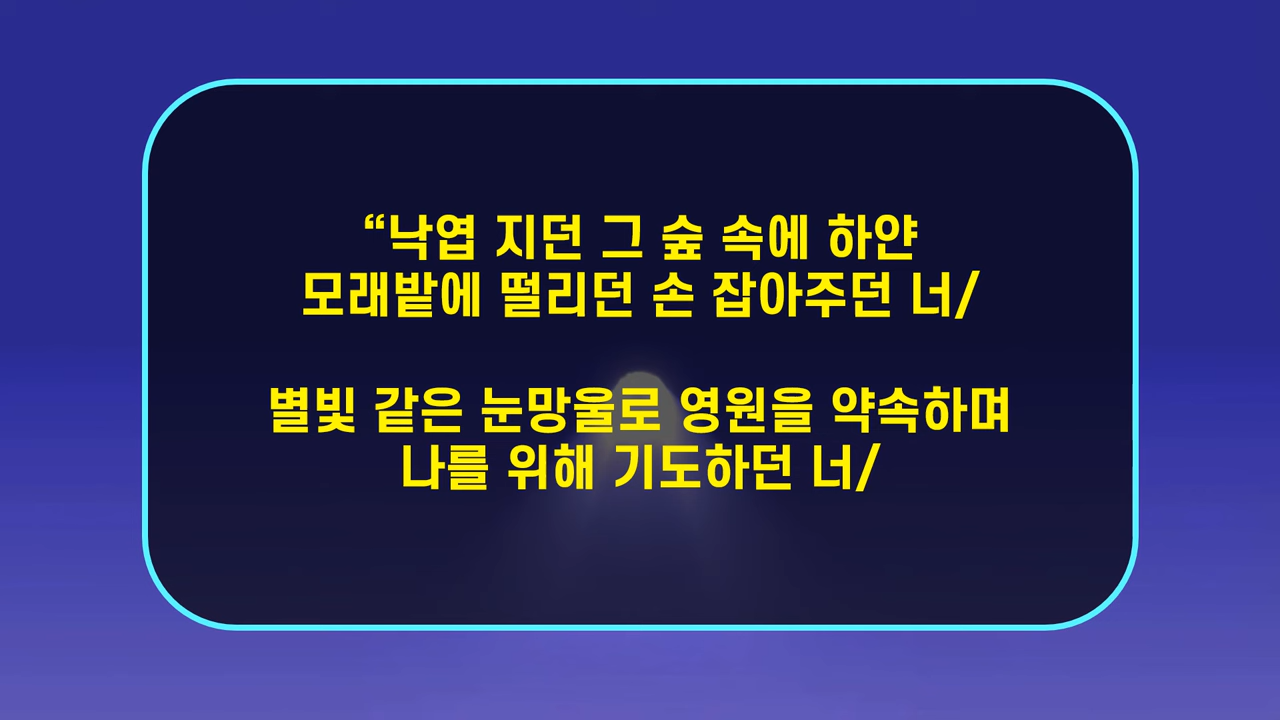 “낙엽 지던 그 숲 속에 하얀
모래밭에 떨리던 손 잡아주던 너/
별빛 같은 눈망울로 영원을 약속하며
나를 위해 기도하던 너/